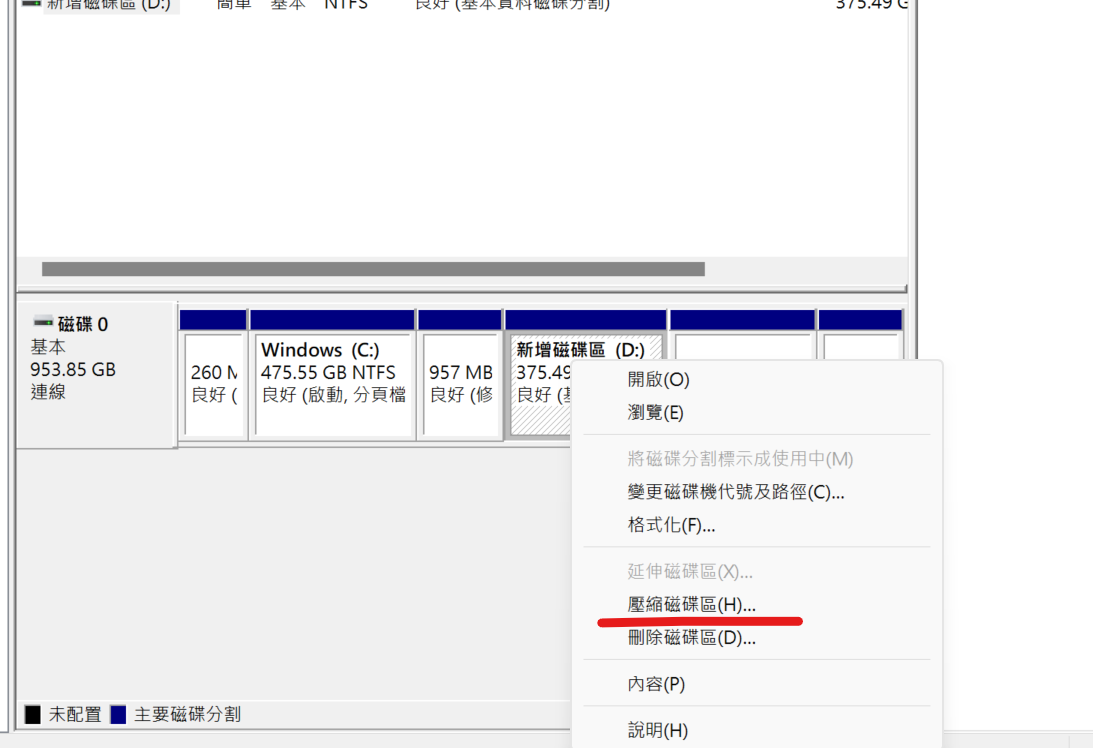 新增磁碟區 (D:) 簡單 基本 NTFS 良好 (基本資料磁碟分割) 375.49 G
磁碟 0
基本
953.85 GB
連線
260 M
良好 (
Windows (C:)
475.55 GB NTFS
良好 (啟動, 分頁檔
957 MB
良好 (修
新增磁碟區 (D:)
375.49
良好 (基
開啟(O)
瀏覽(E)
將磁碟分割標示成使用中(M)
變更磁碟機代號及路徑(C)...
格式化(F)...
延伸磁碟區(X)...
壓縮磁碟區(H)...
刪除磁碟區(D)...
內容(P)
說明(H)
未配置 主要磁碟分割